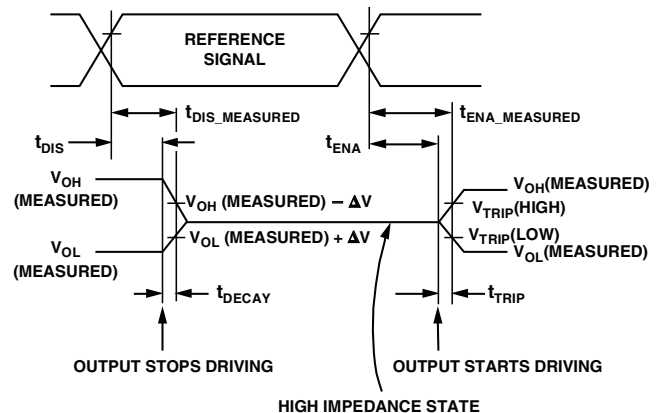 REFERENCE
SIGNAL
tDIS_MEASURED
tENA_MEASURED
tDIS
tENA
VOH
(MEASURED)
VOH (MEASURED) – ΔV
VOH(MEASURED)
VTRIP(HIGH)
VOL
(MEASURED)
VOL (MEASURED) + ΔV
VTRIP(LOW)
VOL(MEASURED)
tDECAY
tTRIP
OUTPUT STOPS DRIVING
OUTPUT STARTS DRIVING
HIGH IMPEDANCE STATE